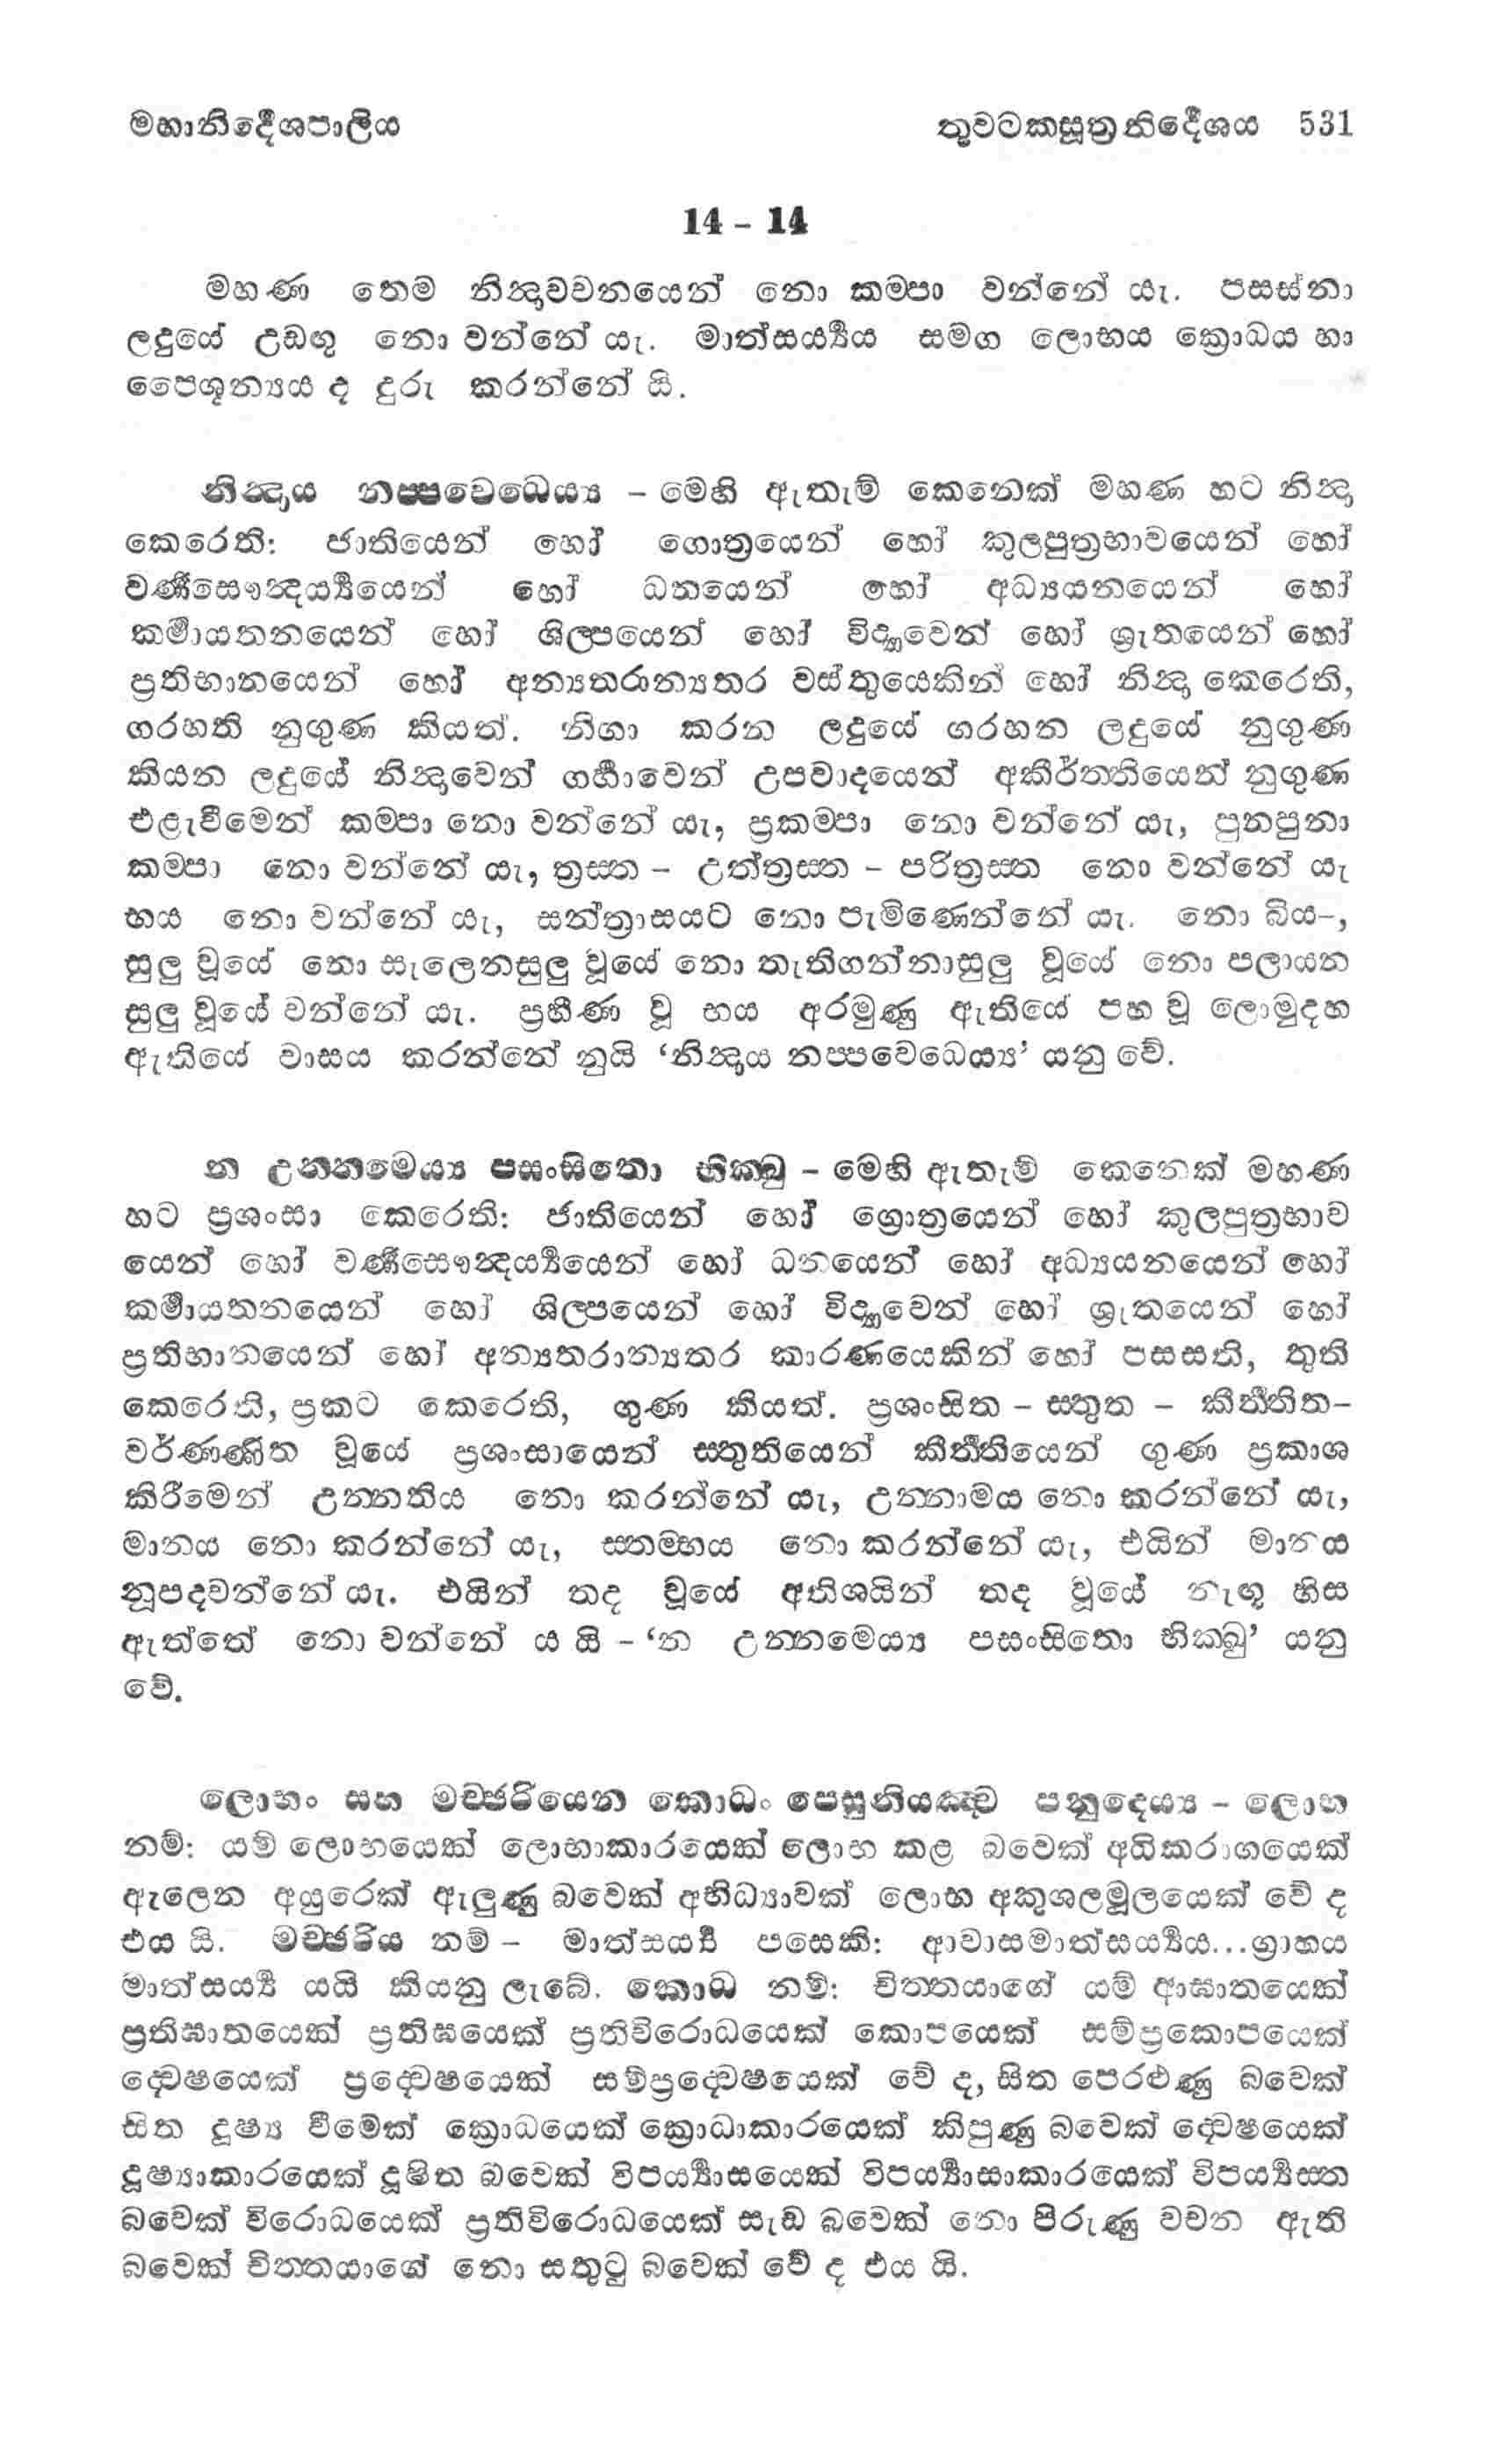 මහානිර්දේශපාලිය තුවටකසූත්‍රනිර්දේශය 531
14 - 14
මහණ තෙම නින්‍දාවචනයෙන් නො කම්පා වන්නේ යැ. පසස්නා
ලදුයේ උඩඟු නො වන්නේ යැ. මාත්සර්‍ය්‍යය සමග ලොභය ක්‍රොධය හා
පෛශුන්‍යය ද දුරු කරන්නේ යි.
නින්‍දාය නප්පවෙධෙය්‍ය - මෙහි ඇතැම් කෙනෙක් මහණ හට නින්‍දා
කෙරෙති: ජාතියෙන් හෝ ගොත්‍රයෙන් හෝ කුලපුත්‍රභාවයෙන් හෝ
වර්ණසෞන්‍දර්‍ය්‍යයෙන් හෝ ධනයෙන් හෝ අධ්‍යයනයෙන් හෝ
කර්මායතනයෙන් හෝ ශිල්පයෙන් හෝ විද්‍යාවෙන් හෝ ශ්‍රැතයෙන් හෝ
ප්‍රතිභානයෙන් හෝ අන්‍යතරාන්‍යතර වස්තුයෙකින් හෝ නින්‍දා කෙරෙති,
ගරහති නුගුණ කියත්. නිගා කරන ලදුයේ ගරහන ලදුයේ නුගුණ
කියන ලදුයේ නින්‍දාවෙන් ගර්හාවෙන් උපවාදයෙන් අකීර්තතියෙන් නුගුණ
එළැවීමෙන් කම්පා නො වන්නේ යැ, ප්‍රකම්පා නො වන්නේ යැ, පුනපුනා
කම්පා නො වන්නේ යැ, ත්‍රස්ත - උත්ත්‍රස්ත - පරිත්‍රස්ත නො වන්නේ යැ
භය නො වන්නේ යැ, සන්ත්‍රාසයට නො පැමිණෙන්නේ යැ. නො බිය-,
සුලු වූයේ නො සැලෙනසුලු වූයේ නො තැතිගන්නාසුලු වූයේ නො පලායන
සුලු වූයේ වන්නේ යැ. ප්‍රහීණ වූ භය අරමුණු ඇතියේ පහ වූ ලොමුදහ
ඇතියේ වාසය කරන්නේ නුයි ‘නින්‍දාය නප්පවෙධෙය්‍ය’ යනු වේ.
න උන්නමෙය්‍ය පසංසිතො භික්ඛු - මෙහි ඇතැම් කෙනෙක් මහණ
හට ප්‍රශංසා කෙරෙති: ජාතියෙන් හෝ ග්‍රොත්‍රයෙන් හෝ කුලපුත්‍රභාව
යෙන් හෝ වර්ණසෞන්‍දර්‍ය්‍යයෙන් හෝ ධනයෙන් හෝ අධ්‍යයනයෙන් හෝ
කර්මායතනයෙන් හෝ ශිල්පයෙන් හෝ විද්‍යාවෙන් හෝ ශ්‍රැතයෙන් හෝ
ප්‍රතිභානයෙන් හෝ අන්‍යතරාන්‍යතර කාරණයෙකින් හෝ පසසති, තුති
කෙරෙති, ප්‍රකට කෙරෙති, ගුණ කියත්. ප්‍රශංසිත - ස්තුත - කීර්තිත-
වර්ණණිත වූයේ ප්‍රශංසායෙන් ස්තුතියෙන් කීර්තියෙන් ගුණ ප්‍රකාශ
කිරීමෙන් උන්නතිය නො කරන්නේ යැ, උන්නාමය නො කරන්නේ යැ,
මානය නො කරන්නේ යැ, ස්තම්භය නො කරන්නේ යැ, එයින් මානය
නූපදවන්නේ යැ. එයින් තද වූයේ අතිශයින් තද වූයේ නැඟූ හිස
ඇත්තේ නො වන්නේ ය යි - ‘න උන්නමෙය්‍ය පසංසිතො භික්ඛු’ යනු
වේ.
ලොභං සහ මච්ඡරියෙන කොධං පෙසුනියඤ්ච පනුදෙය්‍ය - ලොභ
නම්: යම් ලොභයෙක් ලොභාකාරයෙක් ලොභ කළ බවෙක් අධිකරාගයෙක්
ඇලෙන අයුරෙක් ඇලුණු බවෙක් අභිධ්‍යාවක් ලොභ අකුශලමූලයෙක් වේ ද
එය යි. මච්ඡරිය නම් - මාත්සර්‍ය්‍ය පසෙකි: ආවාසමාත්සර්‍ය්‍යය...ග්‍රාහය
මාත්සර්‍ය්‍ය යයි කියනු ලැබේ. කොධ නම්: චිත්තයාගේ යම් ආඝාතයෙක්
ප්‍රතිඝාතයෙක් ප්‍රතිඝයෙක් ප්‍රතිවිරොධයෙක් කොපයෙක් සම්ප්‍රකොපයෙක්
ද්වෙෂයෙක් ප්‍රද්වෙෂයෙක් සම්ප්‍රද්වෙෂයෙක් වේ ද, සිත පෙරළුණු බවෙක්
සිත දූෂ්‍ය වීමෙක් ක්‍රොධයෙක් ක්‍රොධාකාරයෙක් කිපුණු බවෙක් ද්වෙෂයෙක්
දූෂ්‍යාකාරයෙක් දූෂිත බවෙක් විපර්‍ය්‍යාසයෙක් විපර්‍ය්‍යාසාකාරයෙක් විපර්‍ය්‍යස්ත
බවෙක් විරොධයෙක් ප්‍රතිවිරොධයෙක් සැඩ බවෙක් නො පිරුණු වචන ඇති
බවෙක් චිත්තයාගේ නො සතුටු බවෙක් වේ ද එය යි.